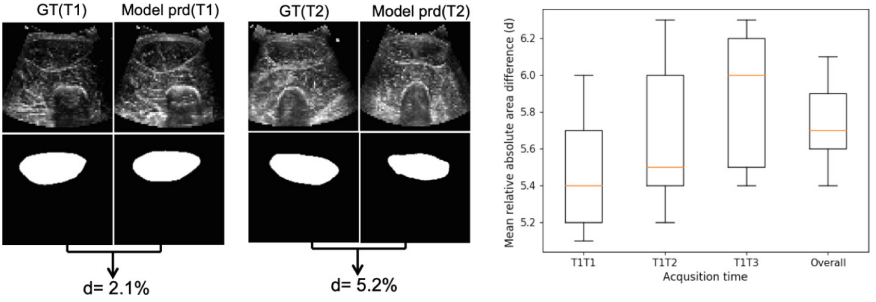 GT(T1) Model prd(T1)
GT(T2) Model prd(T2)
d= 2.1%
d= 5.2%
Mean relative absolute area difference (d)
6.2
6.0
5.8
5.6
5.4
5.2
T1T1 T1T2 T1T3 Overall
Acqusition time